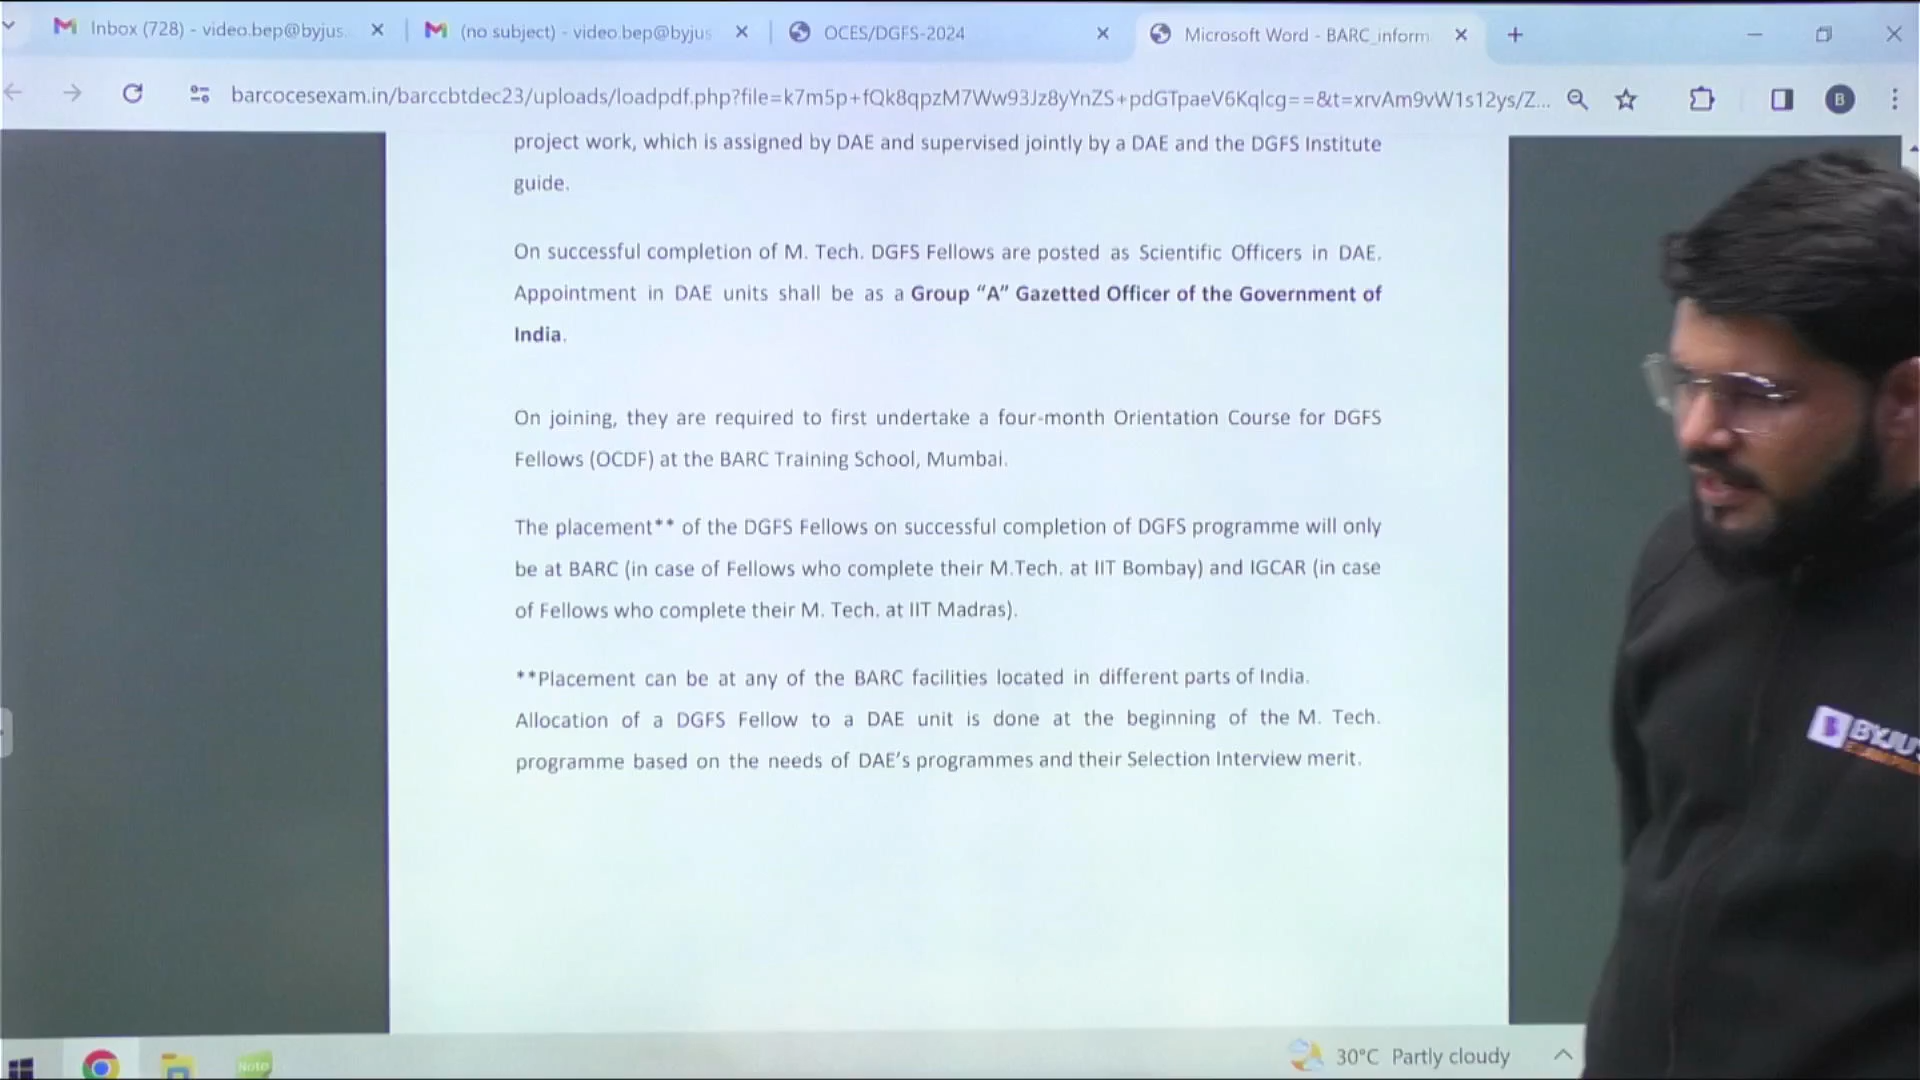 Inbox (728) - video.bep@byjus.
(no subject) - video.bep@byjus
OCES/DGFS-2024
Microsoft Word - BARC_inform
barcocesexam.in/barccbtdec23/uploads/loadpdf.php?file=k7m5p+fQk8qpzM7Ww93Jz8yYnZS+pdGTpaeV6Kqlcg==&t=xrvAm9vW1s12ys/Z...
B
project work, which is assigned by DAE and supervised jointly by a DAE and the DGFS Institute
guide.
On successful completion of M. Tech. DGFS Fellows are posted as Scientific Officers in DAE.
Appointment in DAE units shall be as a Group “A” Gazetted Officer of the Government of
India.
On joining, they are required to first undertake a four-month Orientation Course for DGFS
Fellows (OCDF) at the BARC Training School, Mumbai.
The placement** of the DGFS Fellows on successful completion of DGFS programme will only
be at BARC (in case of Fellows who complete their M.Tech. at IIT Bombay) and IGCAR (in case
of Fellows who complete their M. Tech. at IIT Madras).
**Placement can be at any of the BARC facilities located in different parts of India.
Allocation of a DGFS Fellow to a DAE unit is done at the beginning of the M. Tech.
programme based on the needs of DAE’s programmes and their Selection Interview merit.
B BYJU'S
Note
30°C Partly cloudy